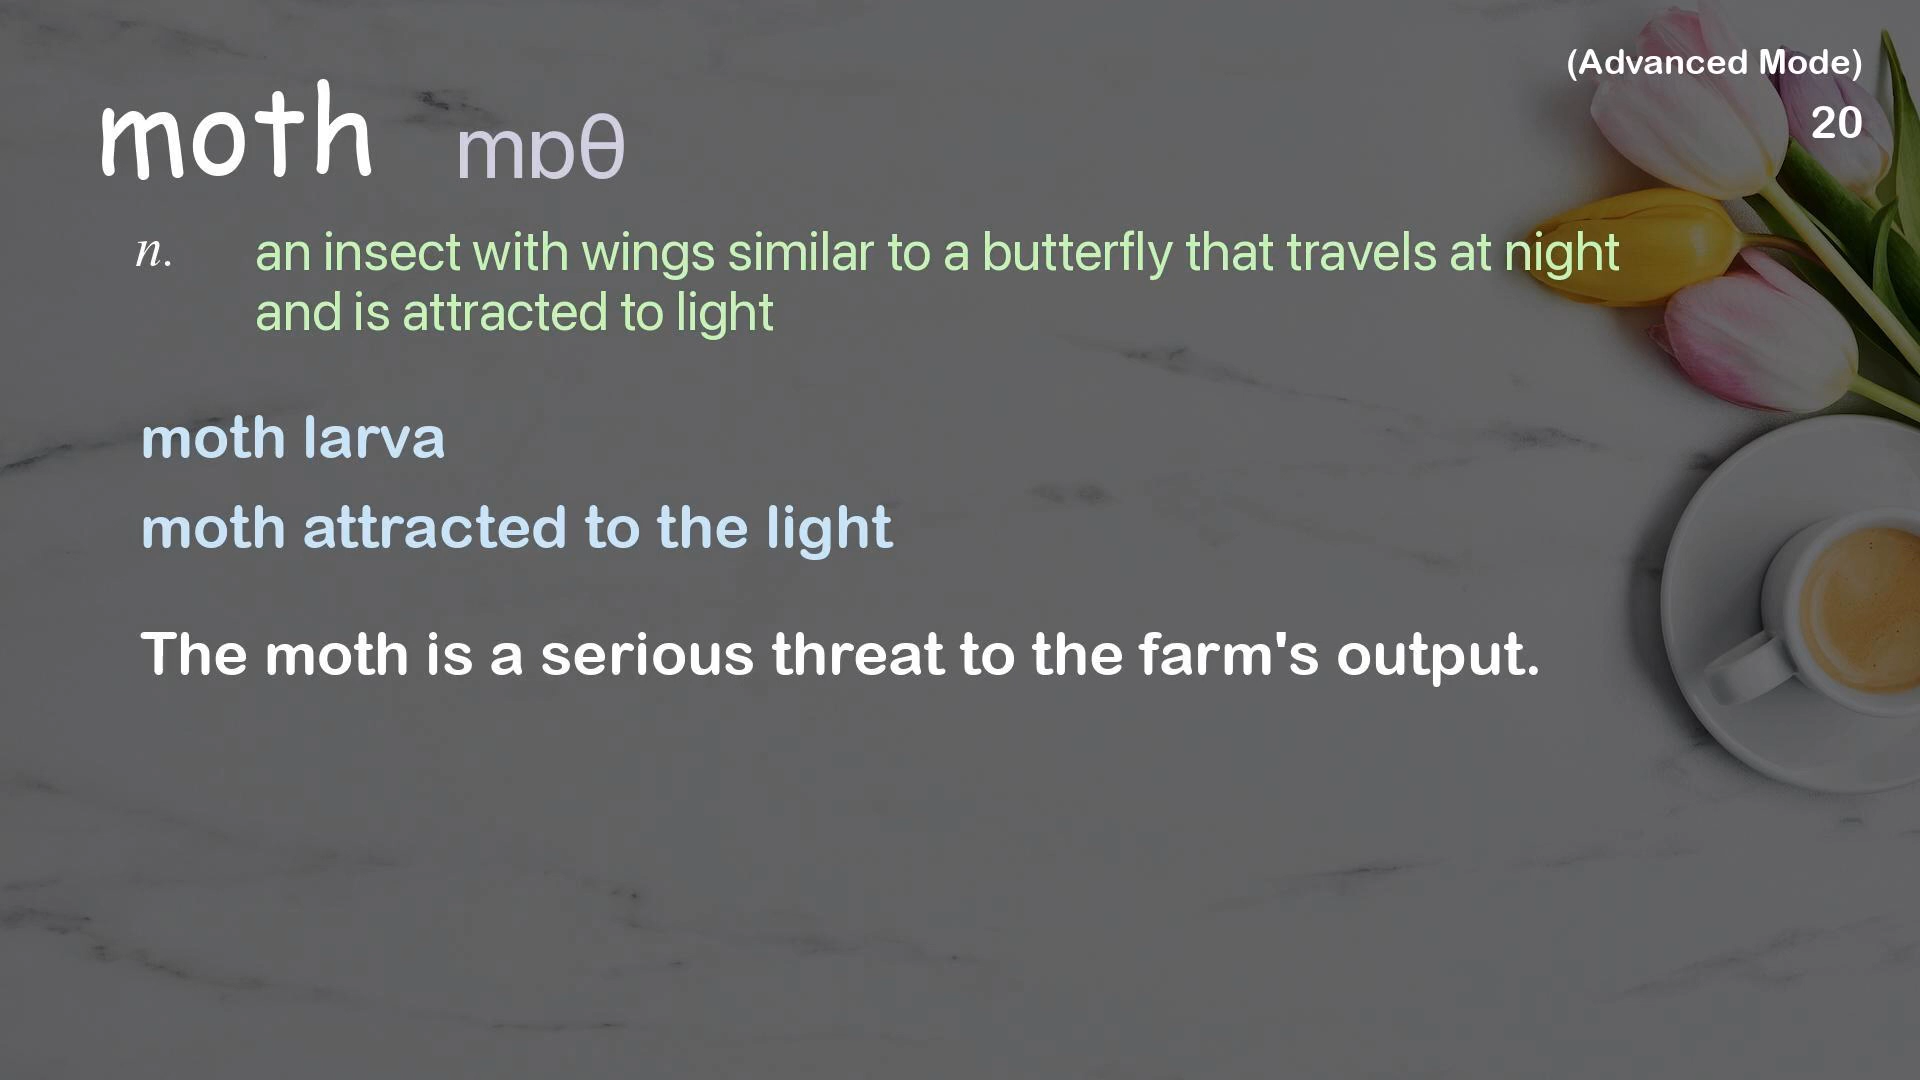 (Advanced Mode)
20
moth mɒθ
n. an insect with wings similar to a butterfly that travels at night
and is attracted to light
moth larva
moth attracted to the light
The moth is a serious threat to the farm's output.